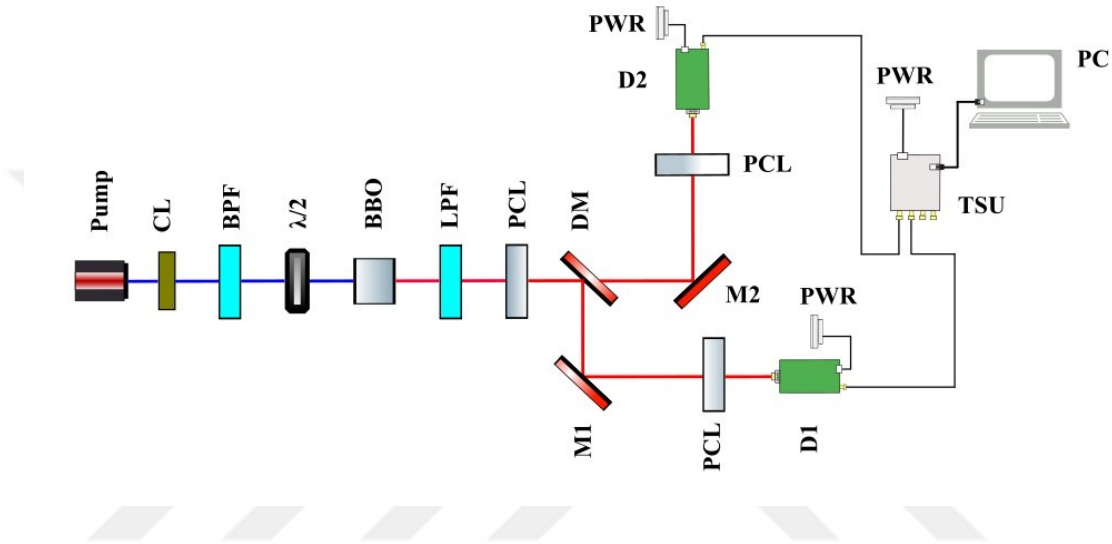 PWR
D2
PWR
PC
PCL
TSU
Pump
CL
BPF
λ/2
BBO
LPF
PCL
DM
M2
PWR
M1
PCL
D1